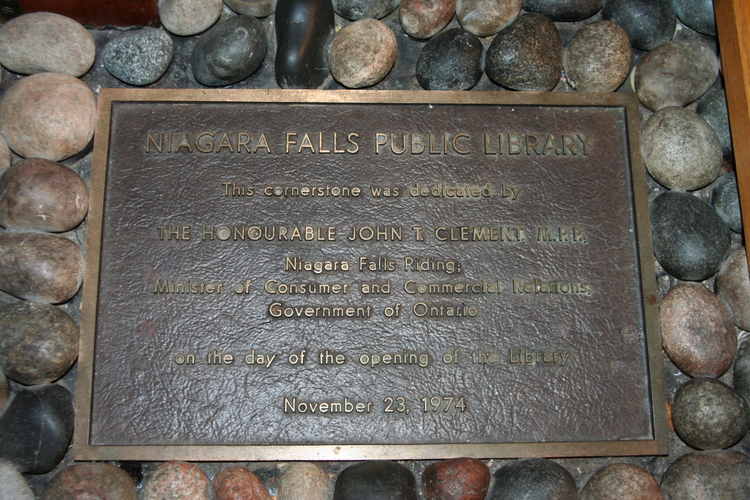 NIAGARA FALLS PUBLIC LIBRARY
This cornerstone was dedicated by
THE HONOURABLE JOHN T. CLEMENT, M.P.P.,
Niagara Falls Riding;
Minister of Consumer and Commercial Relations,
Government of Ontario
on the day of the opening of the Library
November 23, 1974